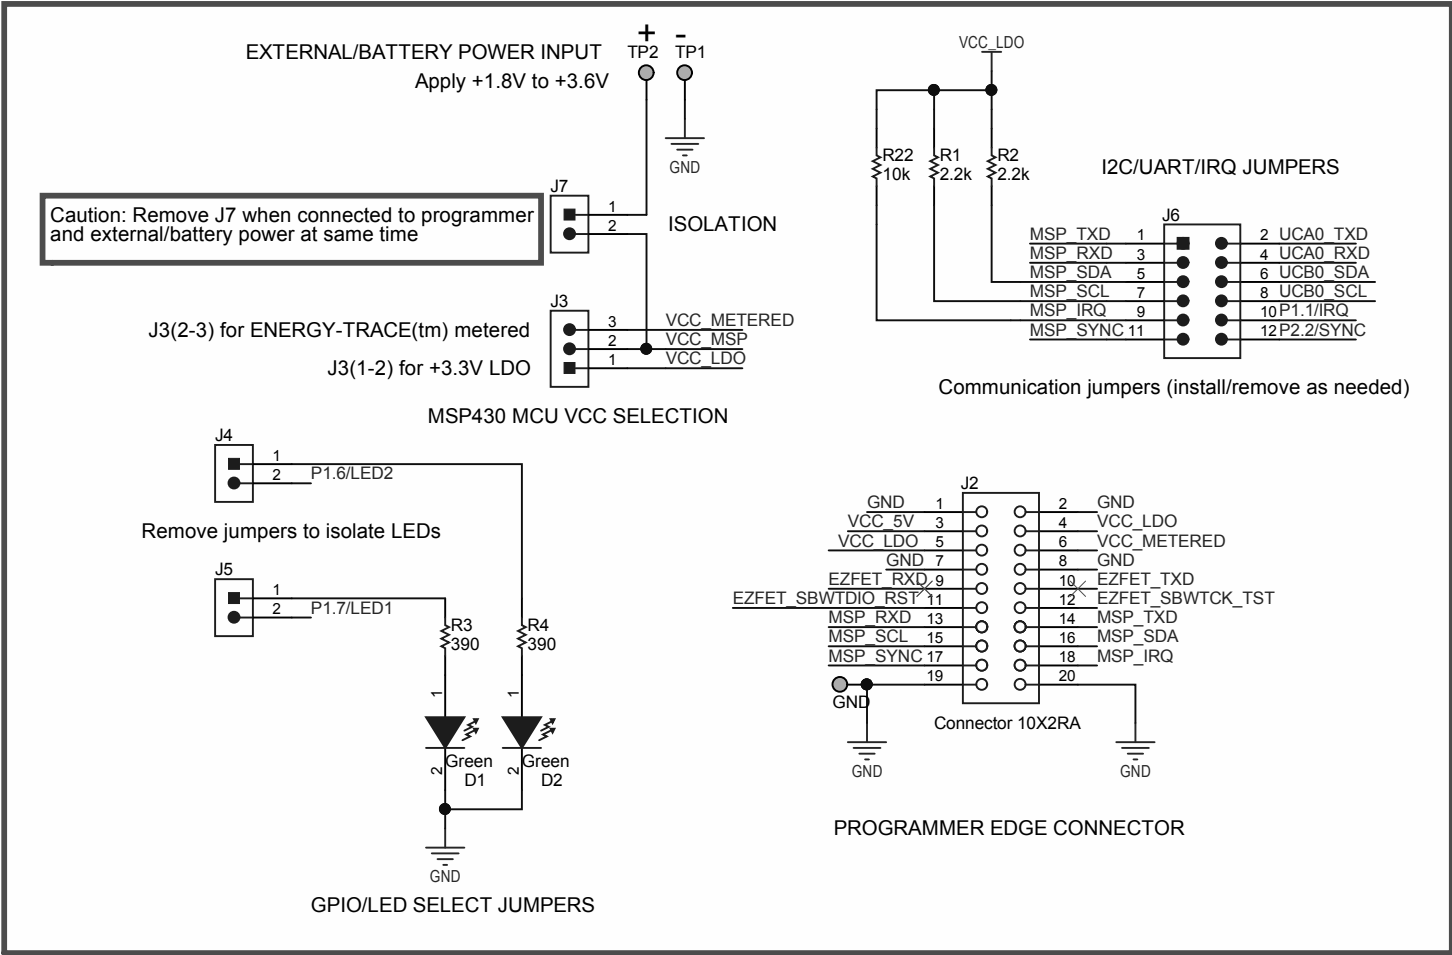 EXTERNAL/BATTERY POWER INPUT
Apply +1.8V to +3.6V
+ -
TP2 TP1
GND
Caution: Remove J7 when connected to programmer
and external/battery power at same time
J7
1
2
ISOLATION
J3
J3(2-3) for ENERGY-TRACE(tm) metered
J3(1-2) for +3.3V LDO
3 VCC_METERED
2 VCC_MSP
1 VCC_LDO
MSP430 MCU VCC SELECTION
VCC_LDO
R22
10k
R1
2.2k
R2
2.2k
I2C/UART/IRQ JUMPERS
J6
MSP_TXD 1 2 UCA0_TXD
MSP_RXD 3 4 UCA0_RXD
MSP_SDA 5 6 UCB0_SDA
MSP_SCL 7 8 UCB0_SCL
MSP_IRQ 9 10 P1.1/IRQ
MSP_SYNC 11 12 P2.2/SYNC
Communication jumpers (install/remove as needed)
J4
1
2 P1.6/LED2
Remove jumpers to isolate LEDs
J5
1
2 P1.7/LED1
R3
390
R4
390
1 1
2 2
Green
D1
Green
D2
GND
GPIO/LED SELECT JUMPERS
J2
GND 1 2 GND
VCC_5V 3 4 VCC_LDO
VCC_LDO 5 6 VCC_METERED
GND 7 8 GND
EZFET_RXD 9 10 EZFET_TXD
EZFET_SBWTDIO_RST 11 12 EZFET_SBWTCK_TST
MSP_RXD 13 14 MSP_TXD
MSP_SCL 15 16 MSP_SDA
MSP_SYNC 17 18 MSP_IRQ
19 20
GND
Connector 10X2RA
GND GND
PROGRAMMER EDGE CONNECTOR